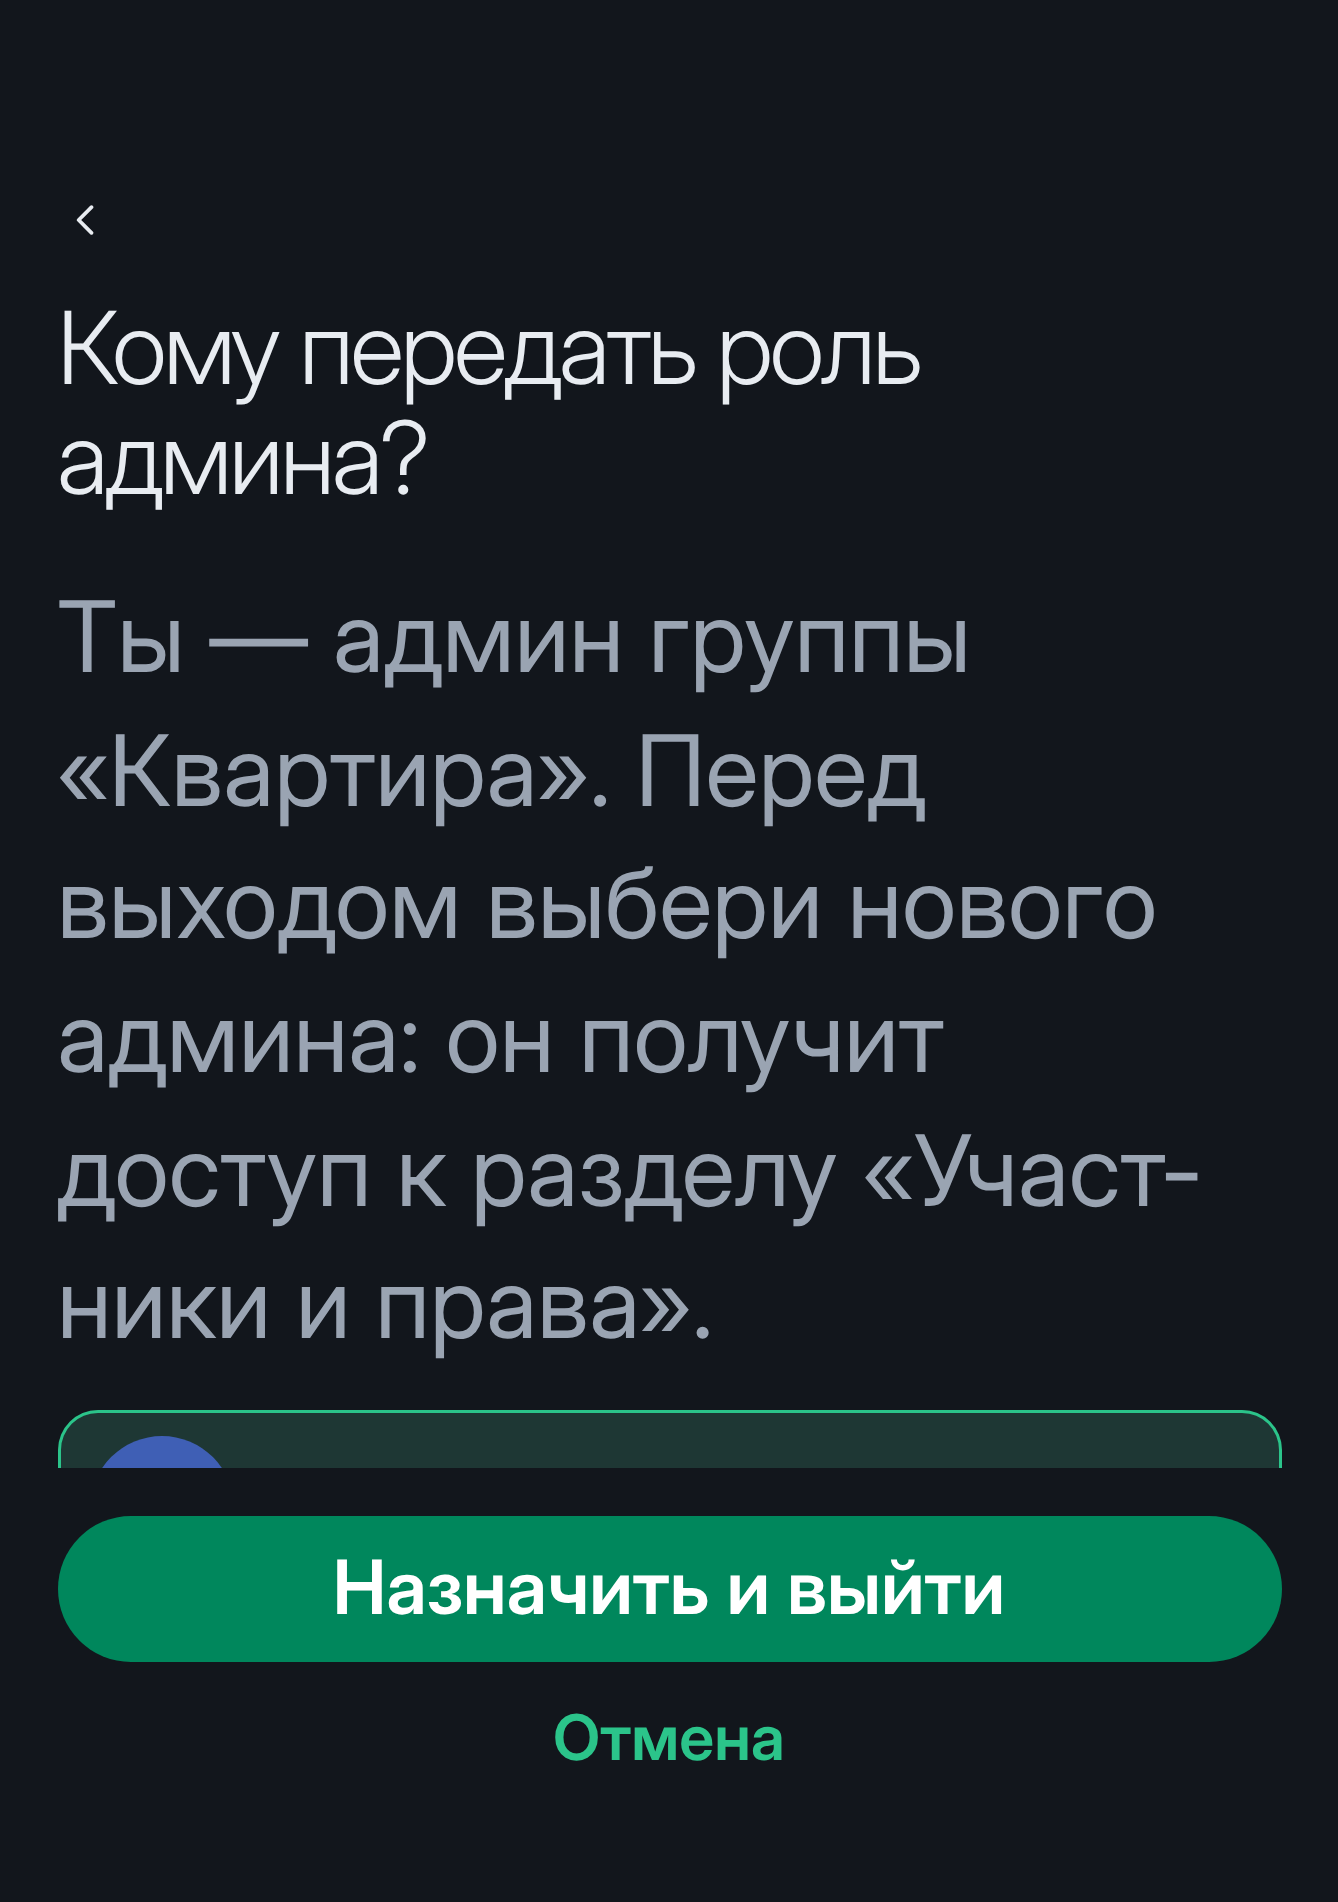 Кому передать роль
админа?
Ты — админ группы
«Квартира». Перед
выходом выбери нового
админа: он получит
доступ к разделу «Участ-
ники и права».
Назначить и выйти
Отмена